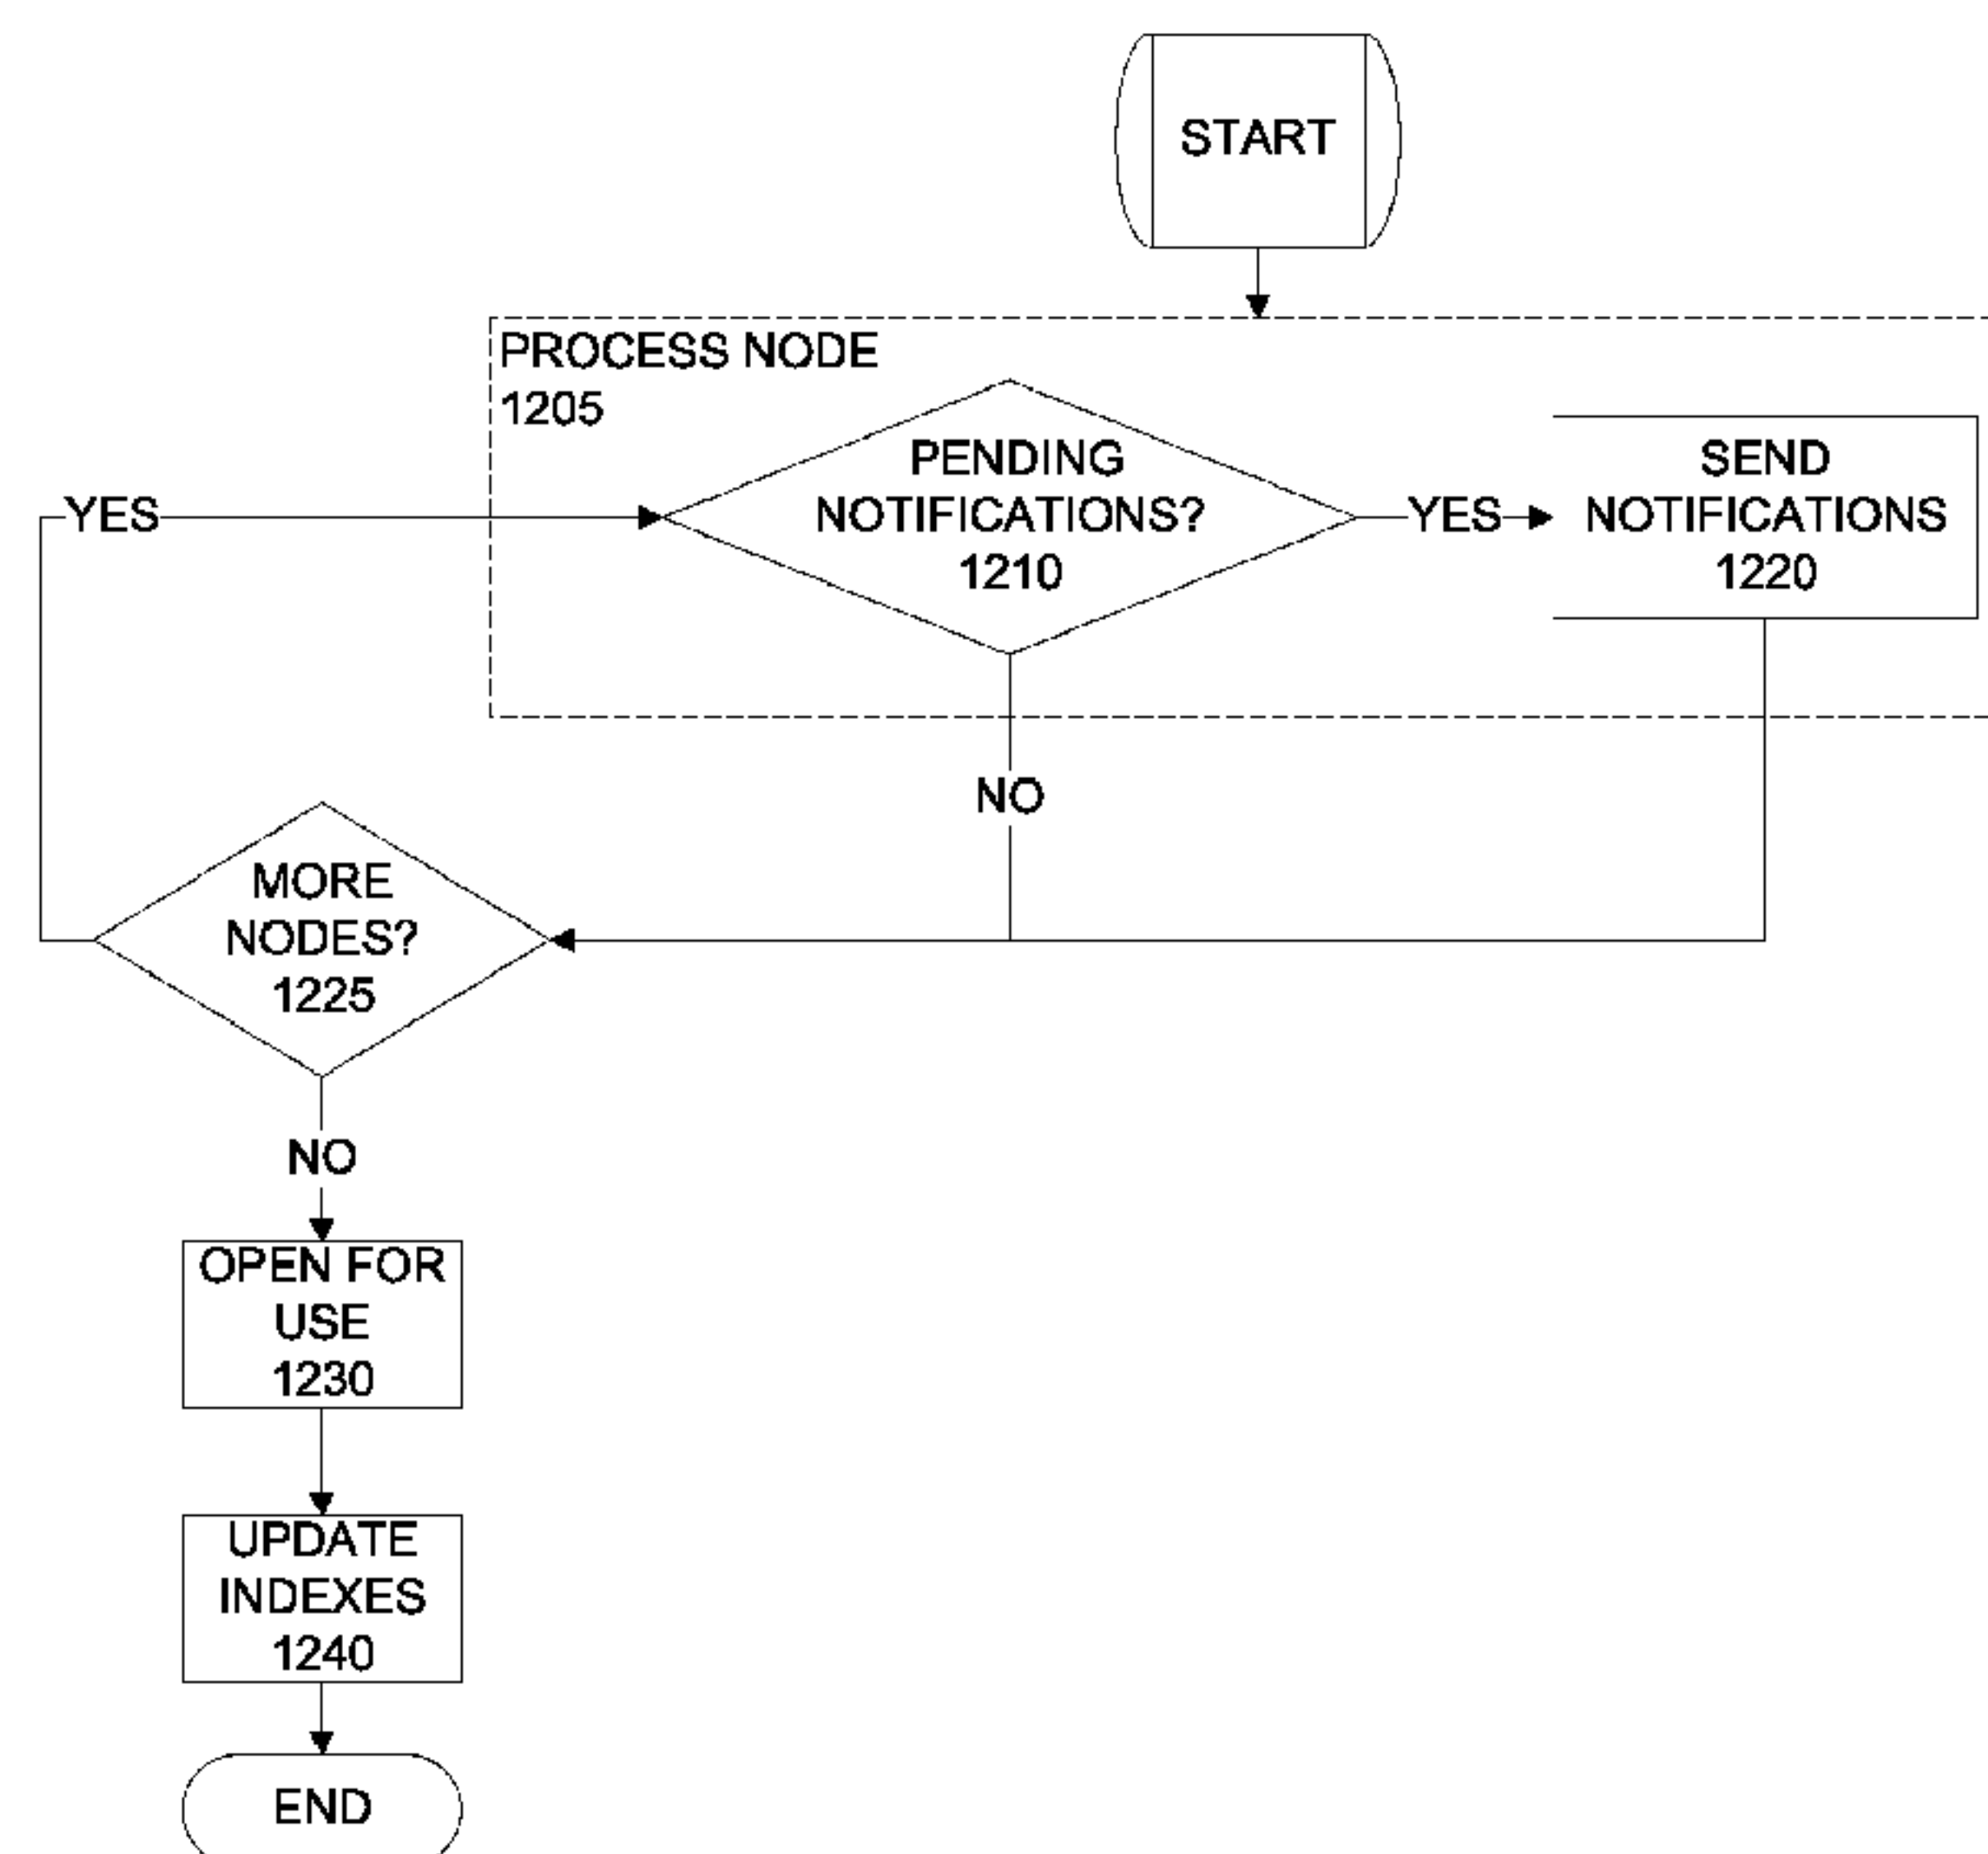 START
PROCESS NODE
1205
PENDING
NOTIFICATIONS?
1210
YES
SEND
NOTIFICATIONS
1220
YES
NO
MORE
NODES?
1225
NO
OPEN FOR
USE
1230
UPDATE
INDEXES
1240
END